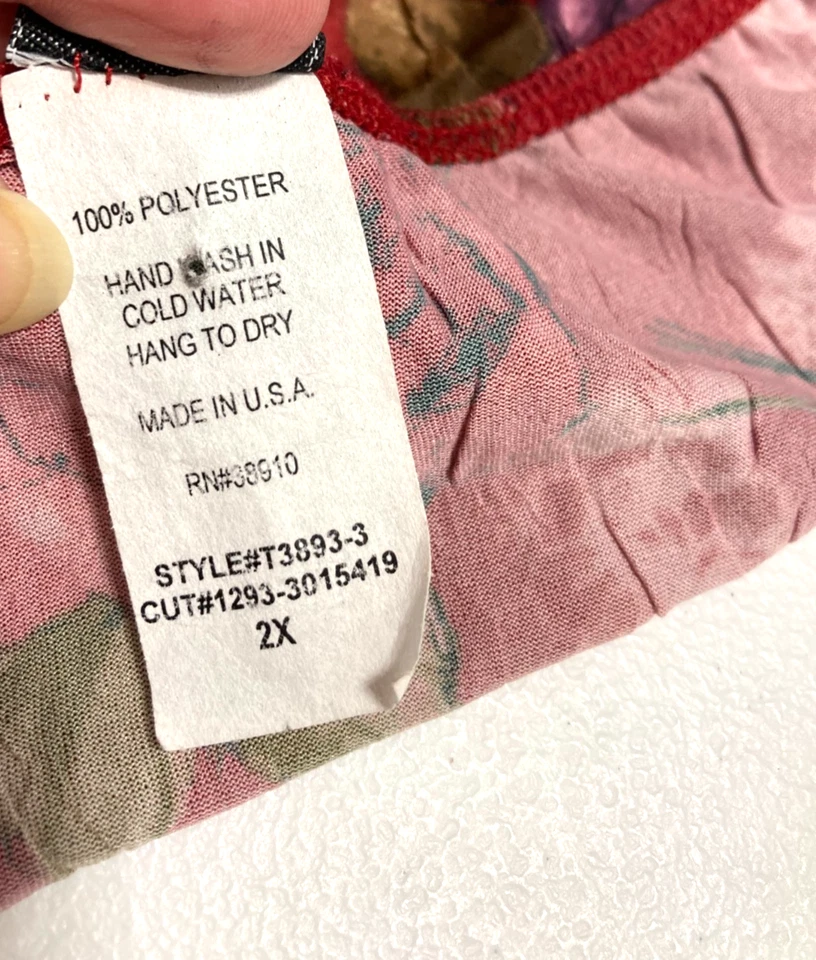 100% POLYESTER
HAND WASH IN
COLD WATER
HANG TO DRY
MADE IN U.S.A.
RN#38910
STYLE#T3893-3
CUT#1293-3015419
2X